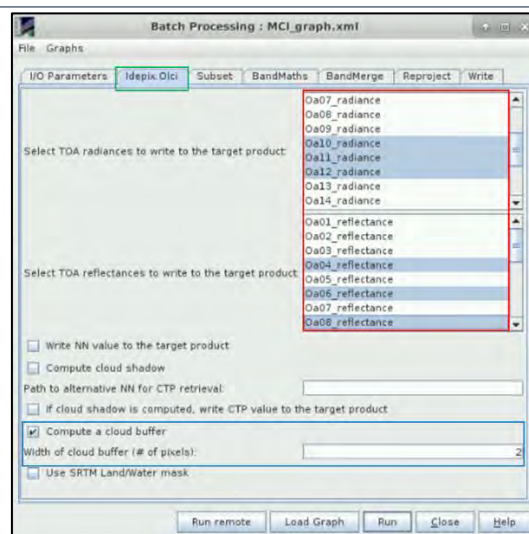 Batch Processing : MCI_graph.xml
File Graphs
I/O Parameters Idepix.Olci Subset BandMaths BandMerge Reproject Write
Select TOA radiances to write to the target product:
Oa07_radiance
Oa08_radiance
Oa09_radiance
Oa10_radiance
Oa11_radiance
Oa12_radiance
Oa13_radiance
Oa14_radiance
Select TOA reflectances to write to the target product:
Oa01_reflectance
Oa02_reflectance
Oa03_reflectance
Oa04_reflectance
Oa05_reflectance
Oa06_reflectance
Oa07_reflectance
Oa08_reflectance
Write NN value to the target product
Compute cloud shadow
Path to alternative NN for CTP retrieval:
If cloud shadow is computed, write CTP value to the target product
Compute a cloud buffer
Width of cloud buffer (# of pixels): 2
Use SRTM Land/Water mask
Run remote Load Graph Run Close Help